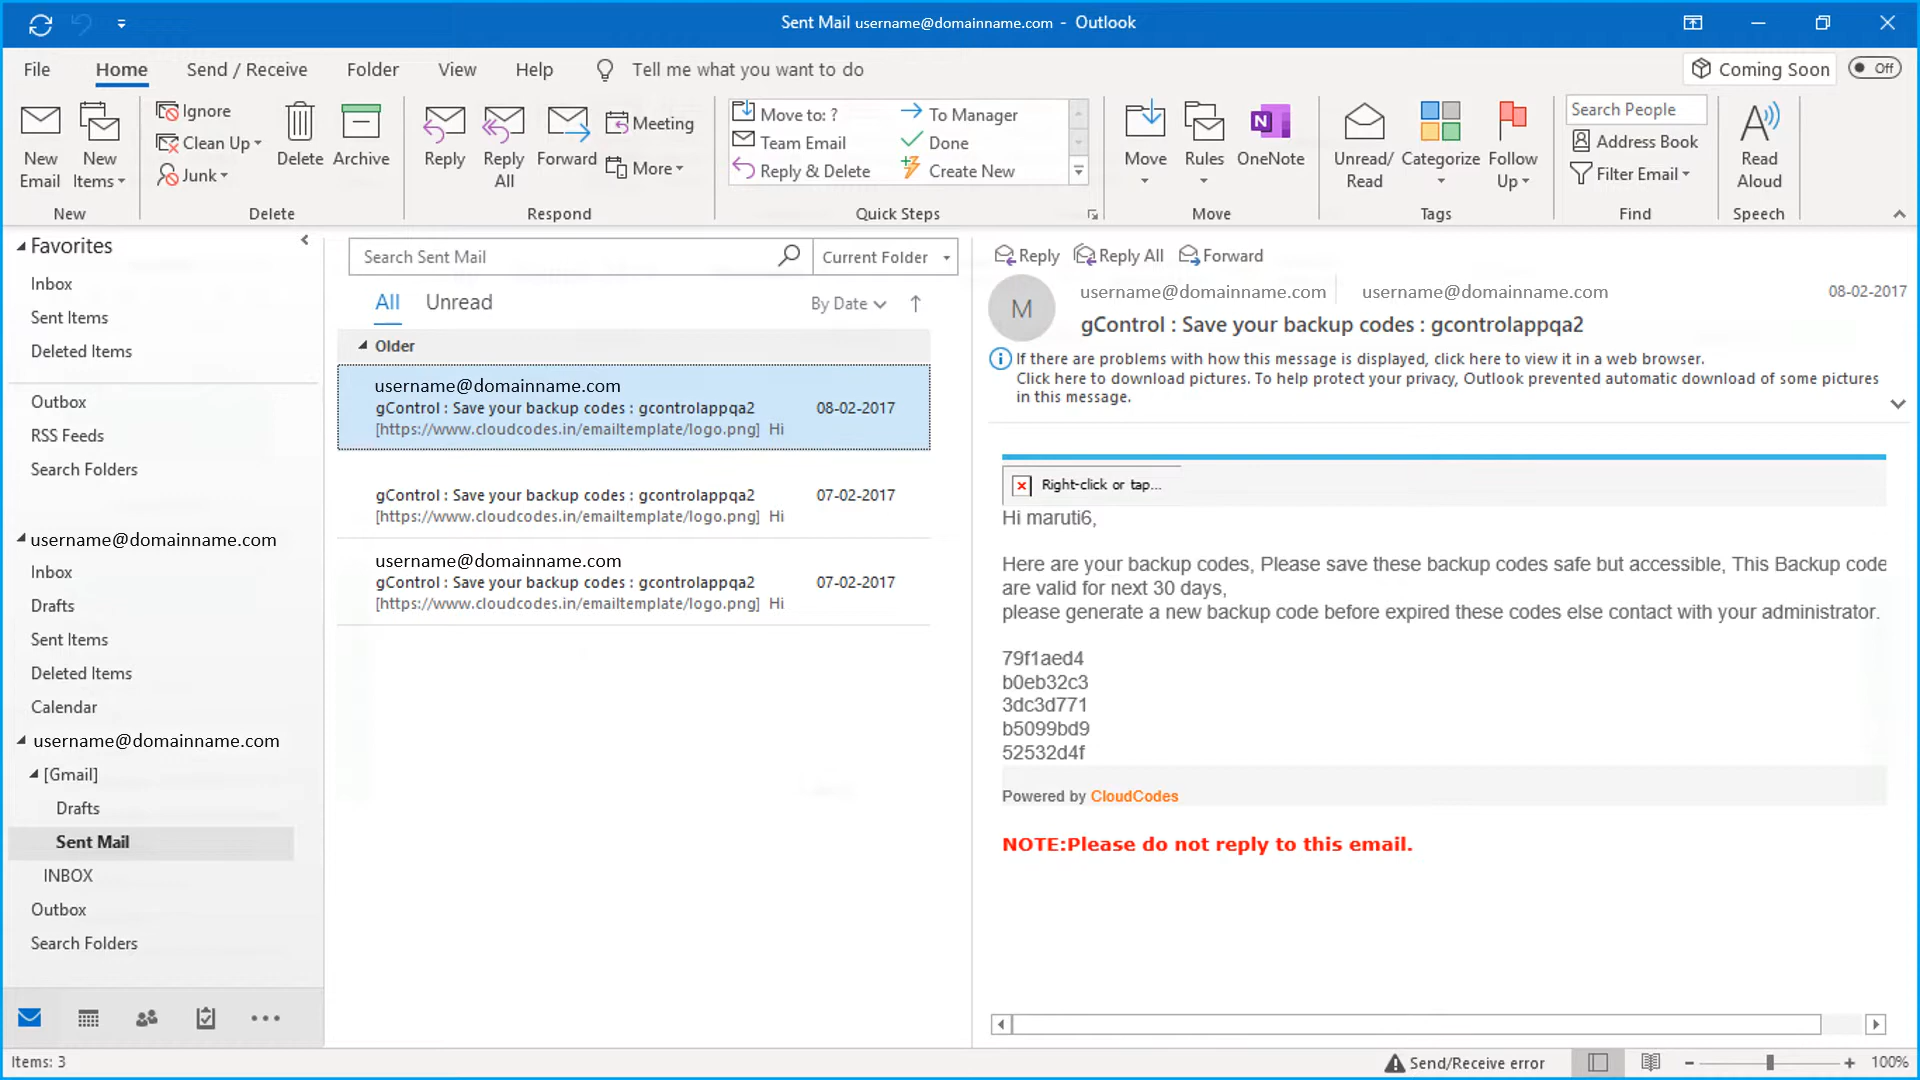 Sent Mail username@domainname.com - Outlook
File Home Send / Receive Folder View Help Tell me what you want to do Coming Soon Off
New Email
New Items
New
Ignore
Clean Up
Junk
Delete
Archive
Delete
Reply
Reply All
Forward
Meeting
More
Respond
Move to: ?
Team Email
Reply & Delete
To Manager
Done
Create New
Quick Steps
Move
Rules
OneNote
Move
Unread/ Read
Categorize
Follow Up
Tags
Search People
Address Book
Filter Email
Find
Read Aloud
Speech
Favorites
Inbox
Sent Items
Deleted Items
Outbox
RSS Feeds
Search Folders
username@domainname.com
Inbox
Drafts
Sent Items
Deleted Items
Calendar
username@domainname.com
[Gmail]
Drafts
Sent Mail
INBOX
Outbox
Search Folders
Search Sent Mail
Current Folder
All Unread By Date
Older
username@domainname.com
gControl : Save your backup codes : gcontrolappqa2 08-02-2017
[https://www.cloudcodes.in/emailtemplate/logo.png] Hi
gControl : Save your backup codes : gcontrolappqa2 07-02-2017
[https://www.cloudcodes.in/emailtemplate/logo.png] Hi
username@domainname.com
gControl : Save your backup codes : gcontrolappqa2 07-02-2017
[https://www.cloudcodes.in/emailtemplate/logo.png] Hi
Reply Reply All Forward
M
username@domainname.com username@domainname.com 08-02-2017
gControl : Save your backup codes : gcontrolappqa2
If there are problems with how this message is displayed, click here to view it in a web browser.
Click here to download pictures. To help protect your privacy, Outlook prevented automatic download of some pictures
in this message.
Right-click or tap...
Hi maruti6,
Here are your backup codes, Please save these backup codes safe but accessible, This Backup code
are valid for next 30 days,
please generate a new backup code before expired these codes else contact with your administrator.
79f1aed4
b0eb32c3
3dc3d771
b5099bd9
52532d4f
Powered by CloudCodes
NOTE:Please do not reply to this email.
Items: 3
Send/Receive error
100%